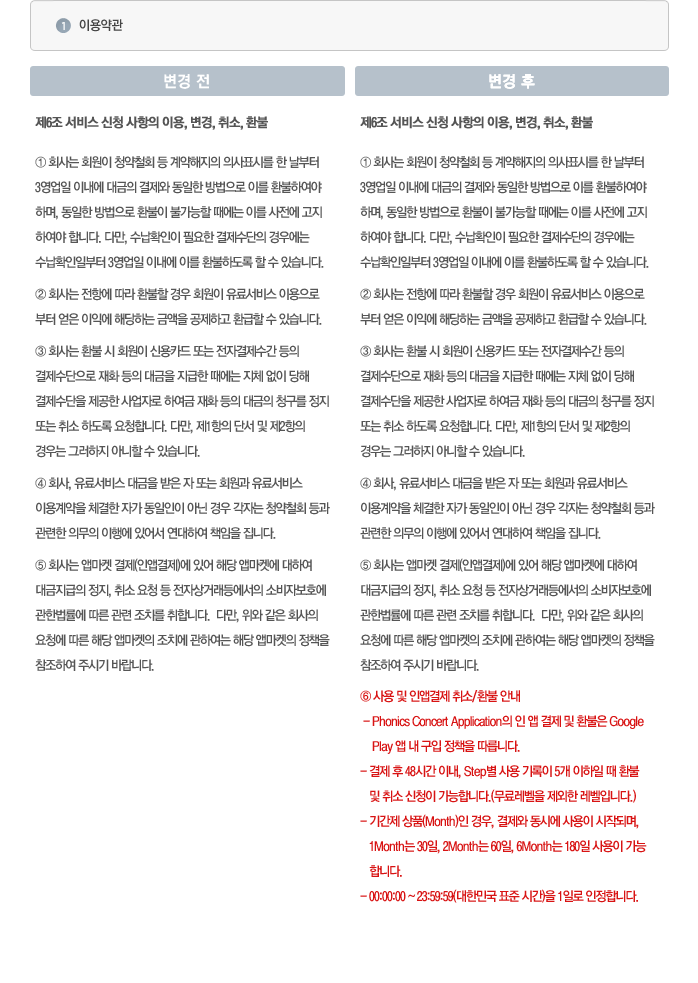 1 이용약관
변경 전
제6조 서비스 신청 사항의 이용, 변경, 취소, 환불
① 회사는 회원이 청약철회 등 계약해지의 의사표시를 한 날부터
3영업일 이내에 대금의 결제와 동일한 방법으로 이를 환불하여야
하며, 동일한 방법으로 환불이 불가능할 때에는 이를 사전에 고지
하여야 합니다. 다만, 수납확인이 필요한 결제수단의 경우에는
수납확인일부터 3영업일 이내에 이를 환불하도록 할 수 있습니다.
② 회사는 전항에 따라 환불할 경우 회원이 유료서비스 이용으로
부터 얻은 이익에 해당하는 금액을 공제하고 환급할 수 있습니다.
③ 회사는 환불 시 회원이 신용카드 또는 전자결제수간 등의
결제수단으로 재화 등의 대금을 지급한 때에는 지체 없이 당해
결제수단을 제공한 사업자로 하여금 재화 등의 대금의 청구를 정지
또는 취소 하도록 요청합니다. 다만, 제1항의 단서 및 제2항의
경우는 그러하지 아니할 수 있습니다.
④ 회사, 유료서비스 대금을 받은 자 또는 회원과 유료서비스
이용계약을 체결한 자가 동일인이 아닌 경우 각자는 청약철회 등과
관련한 의무의 이행에 있어서 연대하여 책임을 집니다.
⑤ 회사는 앱마켓 결제(인앱결제)에 있어 해당 앱마켓에 대하여
대금지급의 정지, 취소 요청 등 전자상거래등에서의 소비자보호에
관한법률에 따른 관련 조치를 취합니다. 다만, 위와 같은 회사의
요청에 따른 해당 앱마켓의 조치에 관하여는 해당 앱마켓의 정책을
참조하여 주시기 바랍니다.
변경 후
제6조 서비스 신청 사항의 이용, 변경, 취소, 환불
① 회사는 회원이 청약철회 등 계약해지의 의사표시를 한 날부터
3영업일 이내에 대금의 결제와 동일한 방법으로 이를 환불하여야
하며, 동일한 방법으로 환불이 불가능할 때에는 이를 사전에 고지
하여야 합니다. 다만, 수납확인이 필요한 결제수단의 경우에는
수납확인일부터 3영업일 이내에 이를 환불하도록 할 수 있습니다.
② 회사는 전항에 따라 환불할 경우 회원이 유료서비스 이용으로
부터 얻은 이익에 해당하는 금액을 공제하고 환급할 수 있습니다.
③ 회사는 환불 시 회원이 신용카드 또는 전자결제수간 등의
결제수단으로 재화 등의 대금을 지급한 때에는 지체 없이 당해
결제수단을 제공한 사업자로 하여금 재화 등의 대금의 청구를 정지
또는 취소 하도록 요청합니다. 다만, 제1항의 단서 및 제2항의
경우는 그러하지 아니할 수 있습니다.
④ 회사, 유료서비스 대금을 받은 자 또는 회원과 유료서비스
이용계약을 체결한 자가 동일인이 아닌 경우 각자는 청약철회 등과
관련한 의무의 이행에 있어서 연대하여 책임을 집니다.
⑤ 회사는 앱마켓 결제(인앱결제)에 있어 해당 앱마켓에 대하여
대금지급의 정지, 취소 요청 등 전자상거래등에서의 소비자보호에
관한법률에 따른 관련 조치를 취합니다. 다만, 위와 같은 회사의
요청에 따른 해당 앱마켓의 조치에 관하여는 해당 앱마켓의 정책을
참조하여 주시기 바랍니다.
⑥ 사용 및 인앱결제 취소/환불 안내
- Phonics Concert Application의 인 앱 결제 및 환불은 Google
Play 앱 내 구입 정책을 따릅니다.
- 결제 후 48시간 이내, Step별 사용 기록이 5개 이하일 때 환불
및 취소 신청이 가능합니다.(무료레벨을 제외한 레벨입니다.)
- 기간제 상품(Month)인 경우, 결제와 동시에 사용이 시작되며,
1Month는 30일, 2Month는 60일, 6Month는 180일 사용이 가능
합니다.
- 00:00:00 ~ 23:59:59(대한민국 표준 시간)을 1일로 인정합니다.